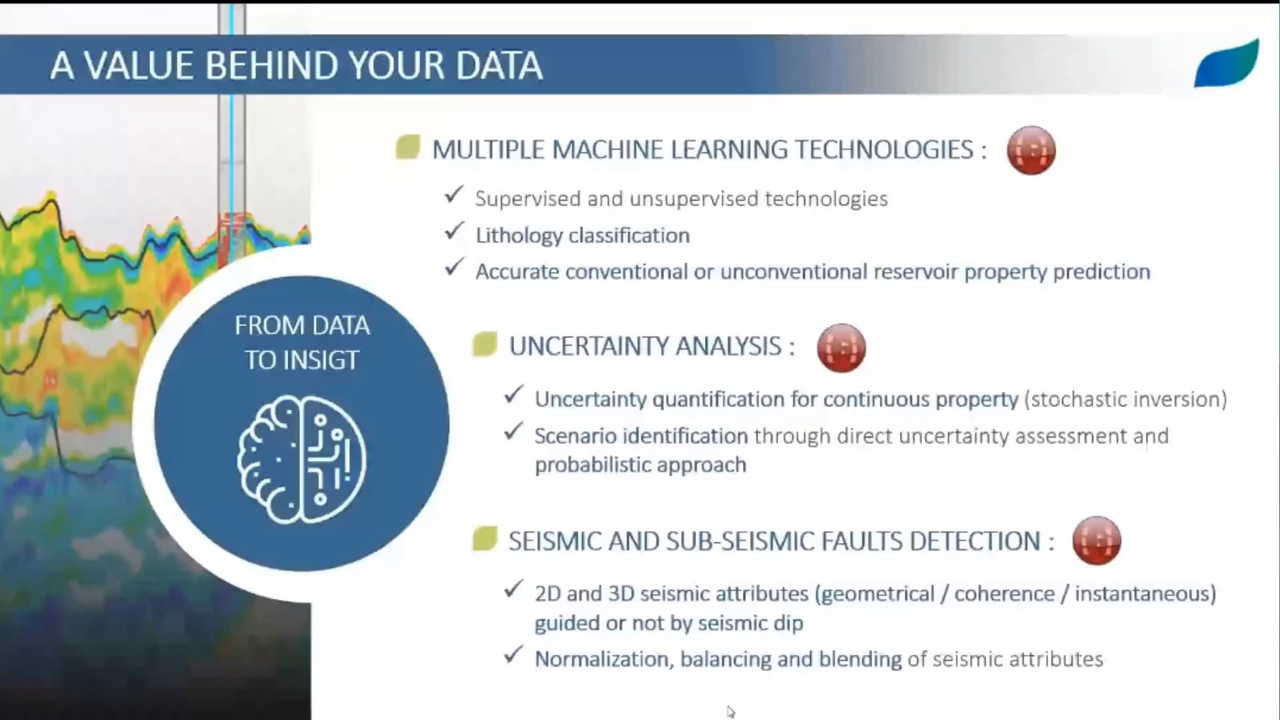 A VALUE BEHIND YOUR DATA
MULTIPLE MACHINE LEARNING TECHNOLOGIES :
✓ Supervised and unsupervised technologies
✓ Lithology classification
✓ Accurate conventional or unconventional reservoir property prediction
FROM DATA
TO INSIGT
UNCERTAINTY ANALYSIS :
✓ Uncertainty quantification for continuous property (stochastic inversion)
✓ Scenario identification through direct uncertainty assessment and
probabilistic approach
SEISMIC AND SUB-SEISMIC FAULTS DETECTION :
✓ 2D and 3D seismic attributes (geometrical / coherence / instantaneous)
guided or not by seismic dip
✓ Normalization, balancing and blending of seismic attributes